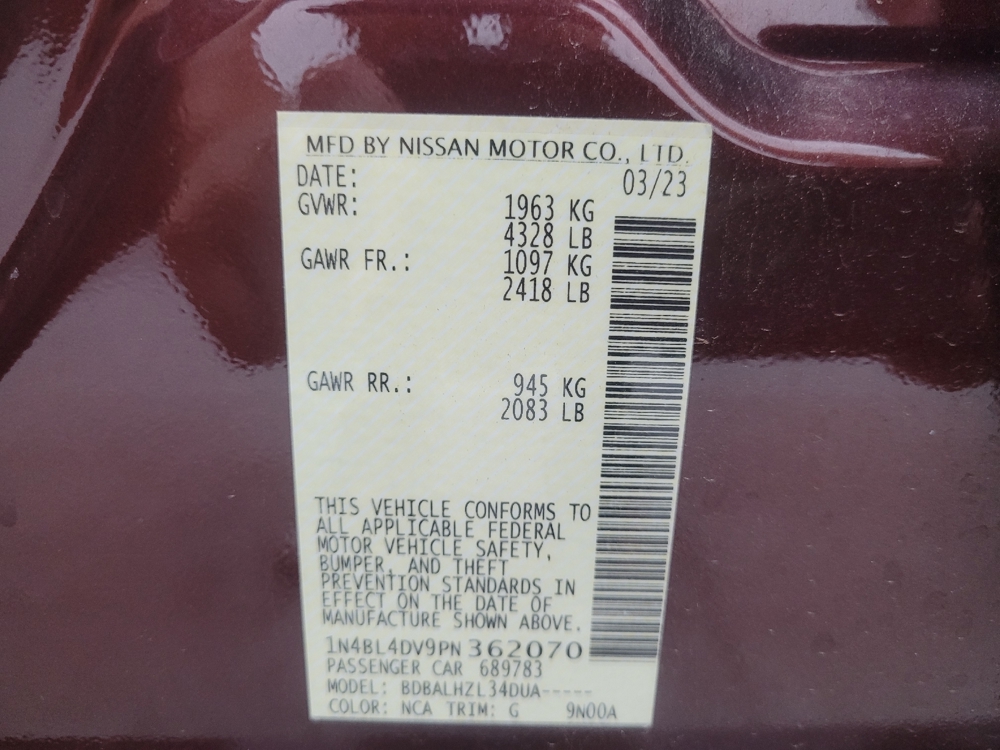 MFD BY NISSAN MOTOR CO., LTD.
DATE: 03/23
GVWR: 1963 KG
4328 LB
GAWR FR.: 1097 KG
2418 LB
GAWR RR.: 945 KG
2083 LB
THIS VEHICLE CONFORMS TO
ALL APPLICABLE FEDERAL
MOTOR VEHICLE SAFETY,
BUMPER, AND THEFT
PREVENTION STANDARDS IN
EFFECT ON THE DATE OF
MANUFACTURE SHOWN ABOVE.
1N4BL4DV9PN362070
PASSENGER CAR 689783
MODEL: BDBALHZL34DUA-----
COLOR: NCA TRIM: G 9N00A